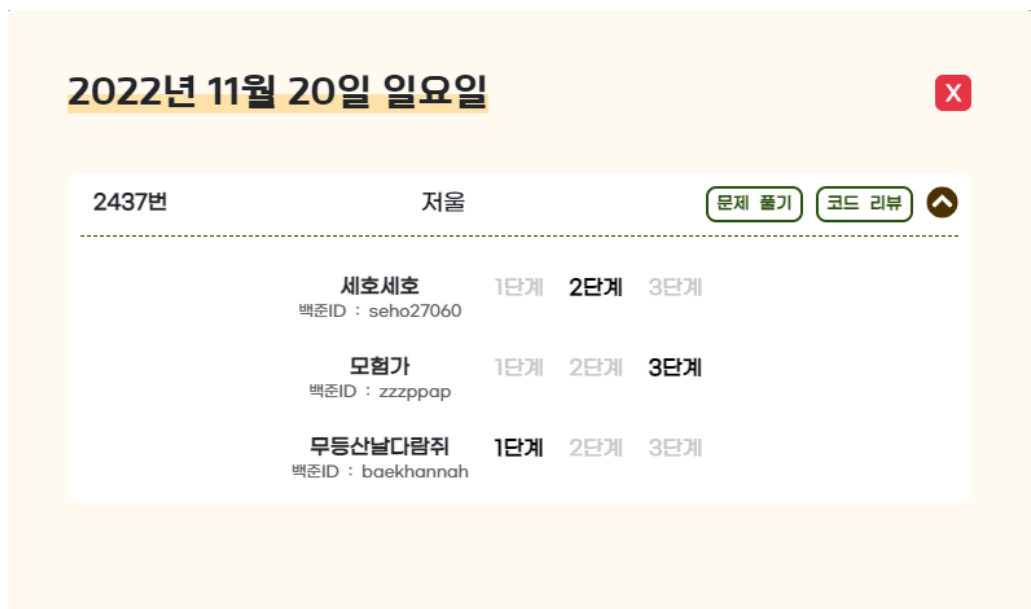 2022년 11월 20일 일요일 X
2437번 저울 문제 풀기 코드 리뷰
세호세호 1단계 2단계 3단계
백준ID : seho27060
모험가 1단계 2단계 3단계
백준ID : zzzppap
무등산날다람쥐 1단계 2단계 3단계
백준ID : baekhannah